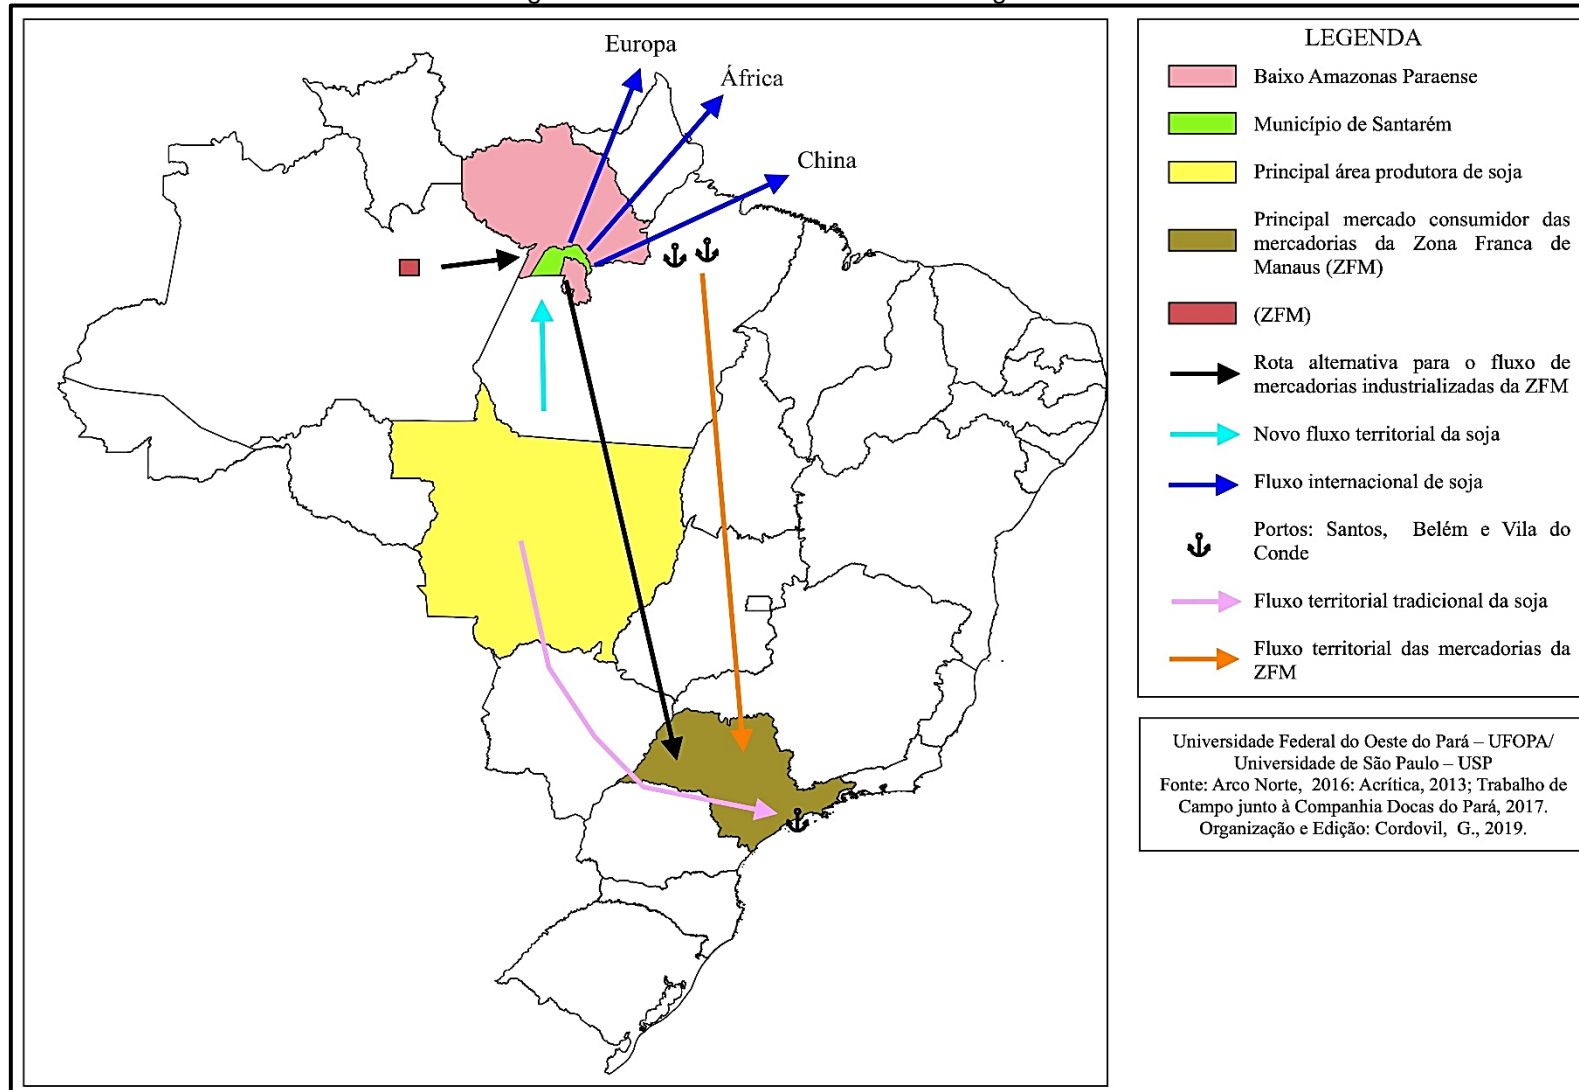 Europa
África
China
LEGENDA
Baixo Amazonas Paraense
Município de Santarém
Principal área produtora de soja
Principal mercado consumidor das
mercadorias da Zona Franca de
Manaus (ZFM)
(ZFM)
Rota alternativa para o fluxo de
mercadorias industrializadas da ZFM
Novo fluxo territorial da soja
Fluxo internacional de soja
Portos: Santos, Belém e Vila do
Conde
Fluxo territorial tradicional da soja
Fluxo territorial das mercadorias da
ZFM
Universidade Federal do Oeste do Pará – UFOPA/
Universidade de São Paulo – USP
Fonte: Arco Norte, 2016: Acrítica, 2013; Trabalho de
Campo junto à Companhia Docas do Pará, 2017.
Organização e Edição: Cordovil, G., 2019.